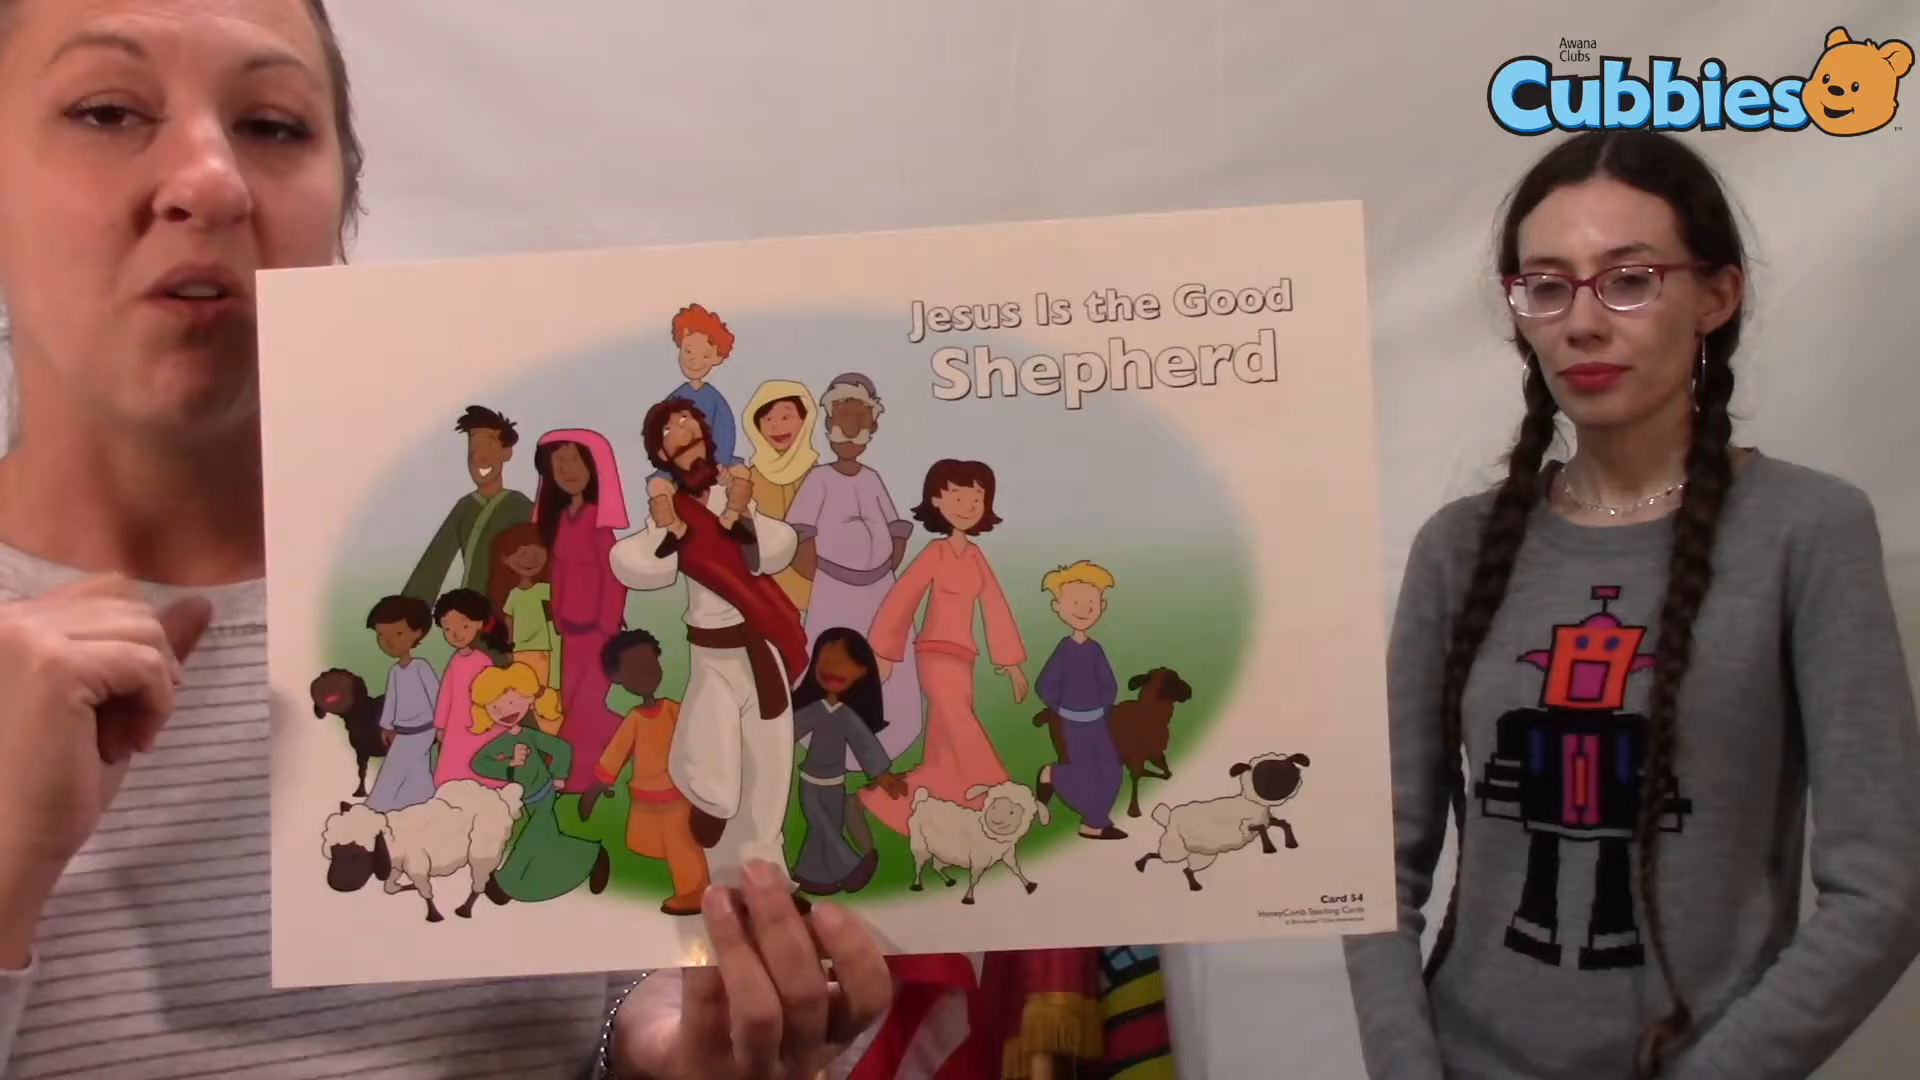 Awana
Clubs
Cubbies
Jesus Is the Good
Shepherd
Card 54
HoneyComb Teaching Cards